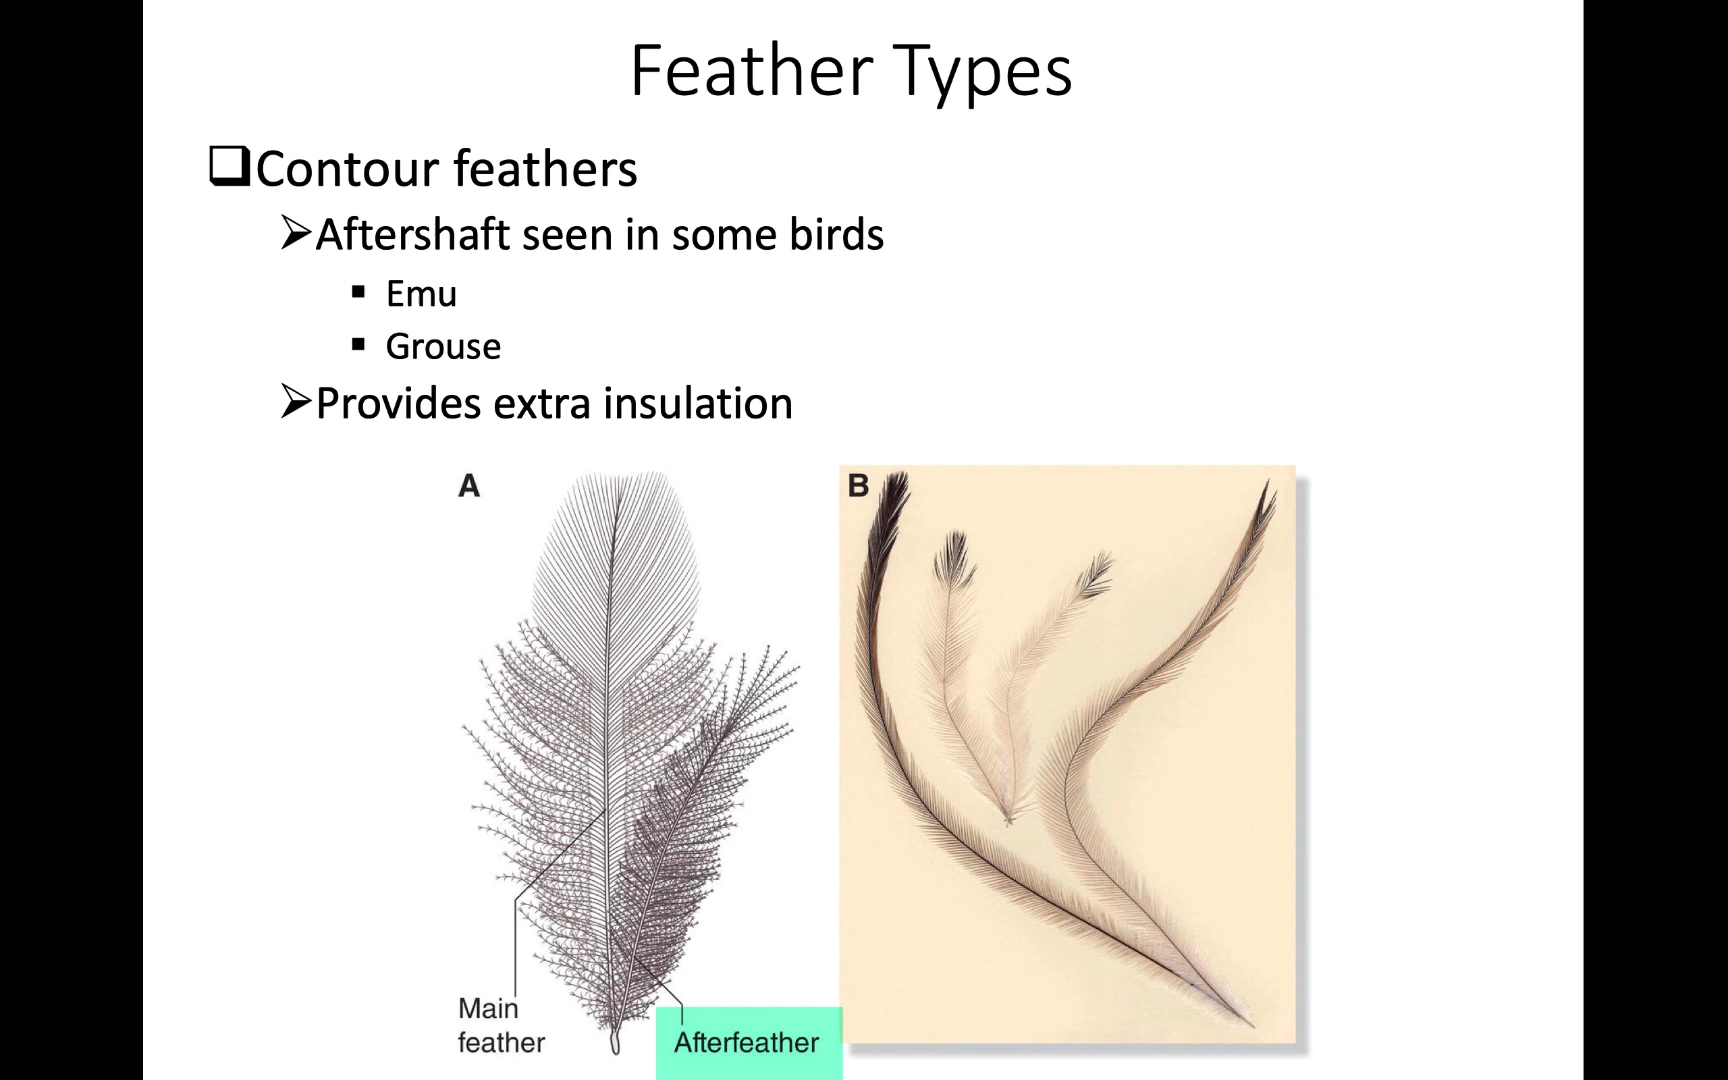 Feather Types
Contour feathers
Aftershaft seen in some birds
Emu
Grouse
Provides extra insulation
A
B
Main
feather
Afterfeather